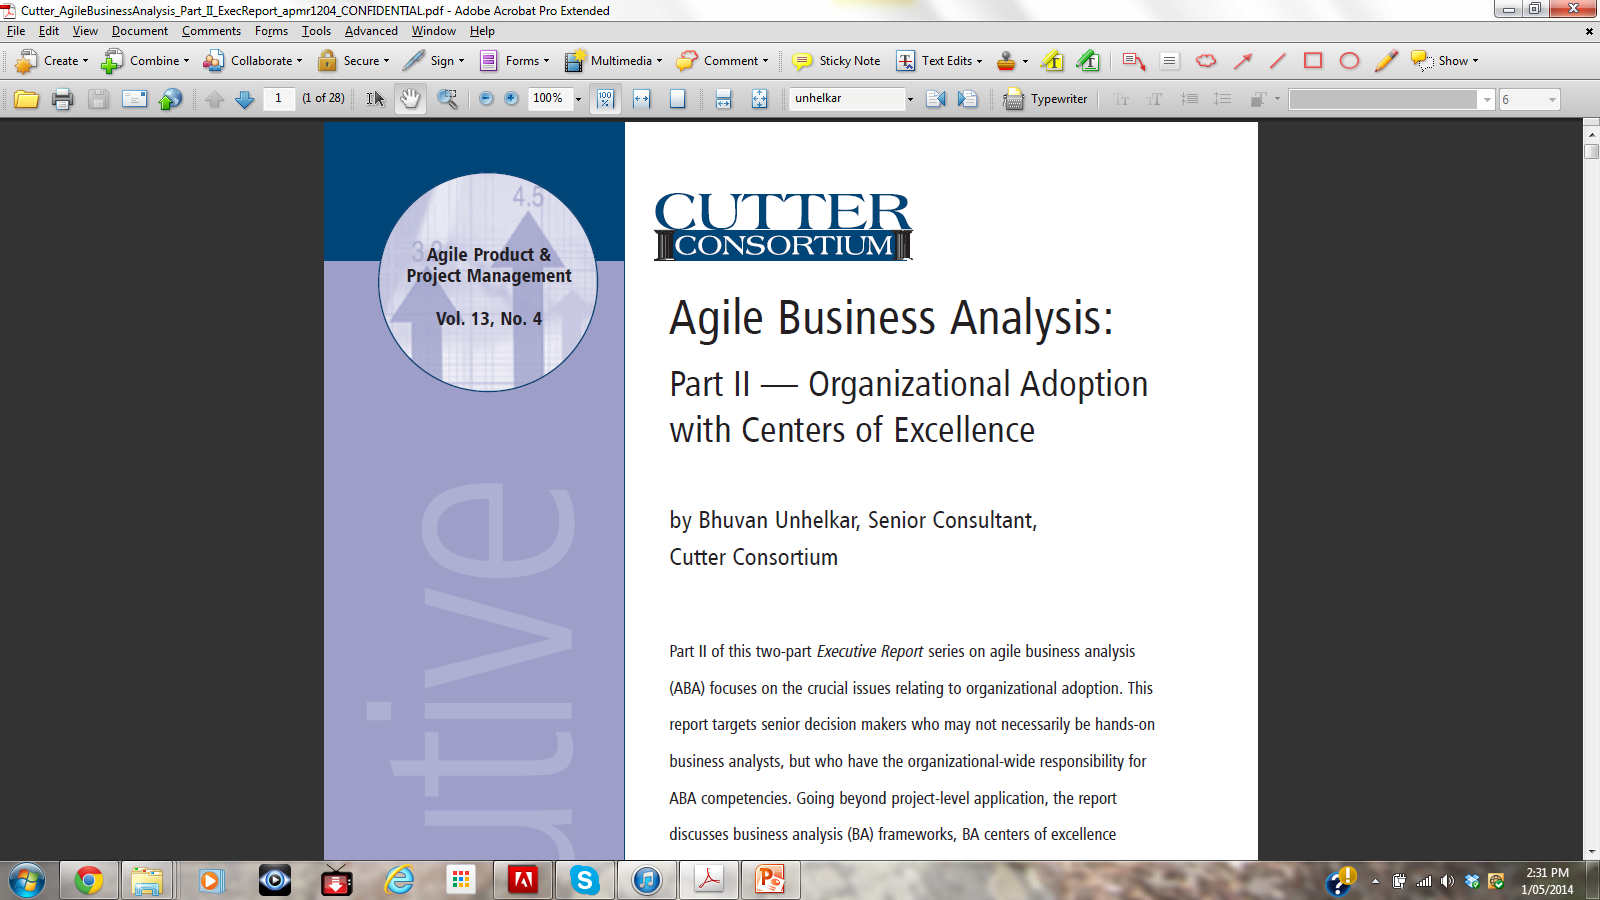 Cutter_AgileBusinessAnalysis_Part_II_ExecReport_apmr1204_CONFIDENTIAL.pdf - Adobe Acrobat Pro Extended
File Edit View Document Comments Forms Tools Advanced Window Help
Create Combine Collaborate Secure Sign Forms Multimedia Comment Sticky Note Text Edits Show
1 (1 of 28) 100% unhelkar Typewriter 6
4.5
Agile Product &
Project Management
Vol. 13, No. 4
CUTTER
CONSORTIUM
Agile Business Analysis:
Part II — Organizational Adoption
with Centers of Excellence
by Bhuvan Unhelkar, Senior Consultant,
Cutter Consortium
Part II of this two-part Executive Report series on agile business analysis
(ABA) focuses on the crucial issues relating to organizational adoption. This
report targets senior decision makers who may not necessarily be hands-on
business analysts, but who have the organizational-wide responsibility for
ABA competencies. Going beyond project-level application, the report
discusses business analysis (BA) frameworks, BA centers of excellence
utive
2:31 PM
1/05/2014